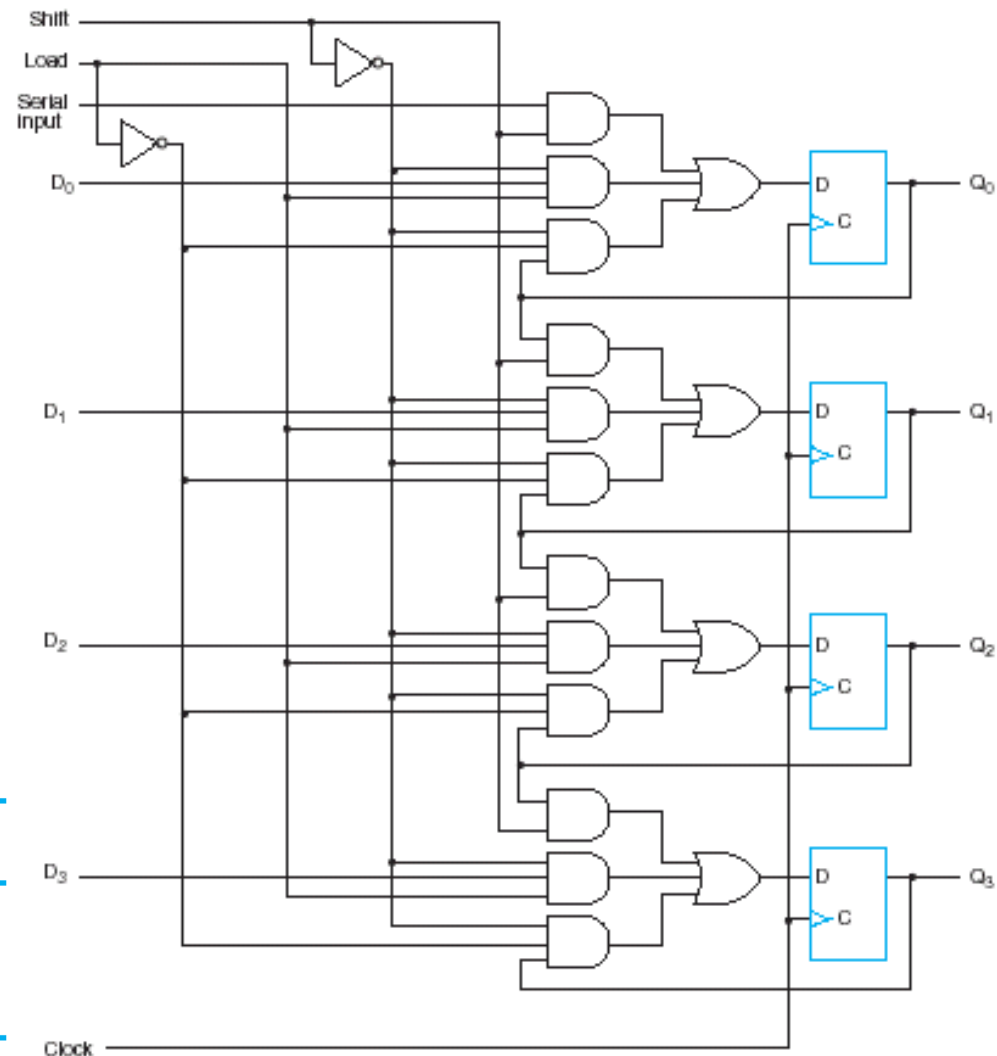 Shift
Load
Serial
input
D₀
D
C
Q₀
D₁
D
C
Q₁
D₂
D
C
Q₂
D₃
D
C
Q₃
Clock